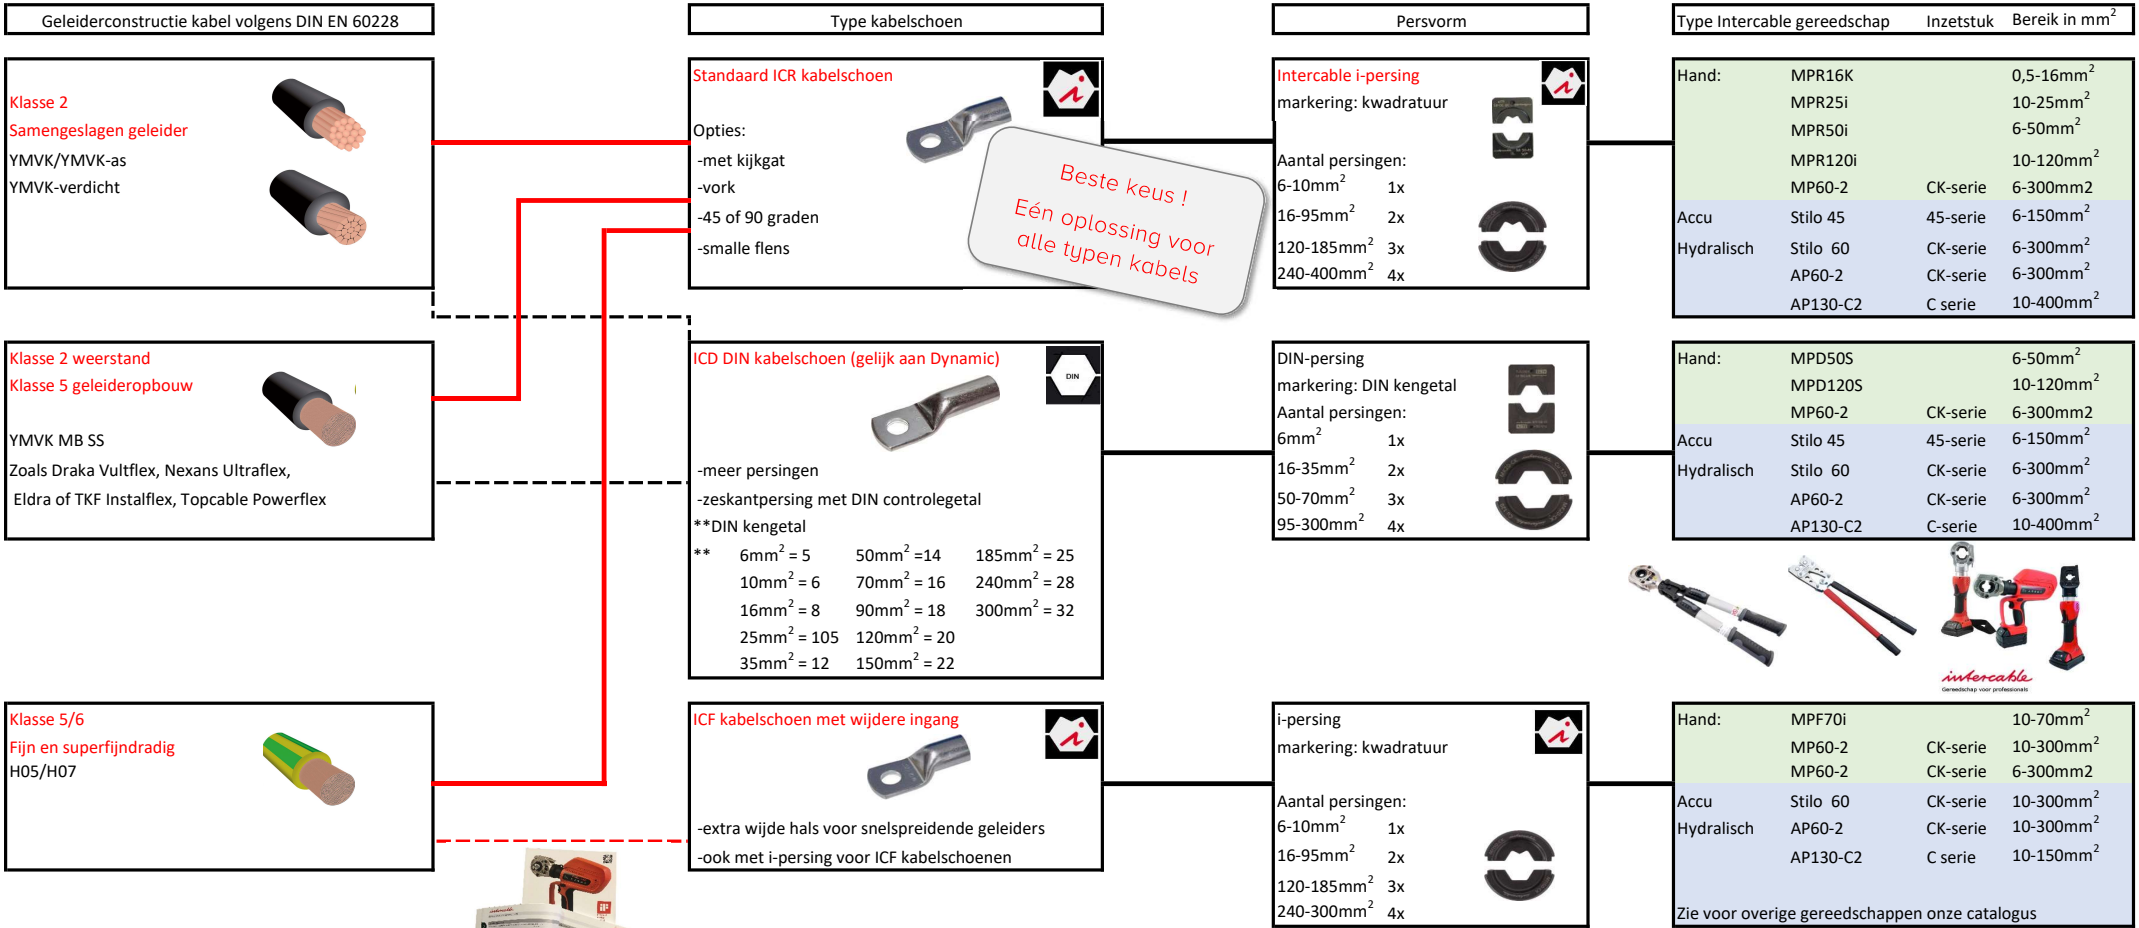 Geleiderconstructie kabel volgens DIN EN 60228
Type kabelschoen
Persvorm
Type Intercable gereedschap Inzetstuk Bereik in mm²
Klasse 2
Samengeslagen geleider
YMVK/YMVK-as
YMVK-verdicht
Standaard ICR kabelschoen
Opties:
-met kijkgat
-vork
-45 of 90 graden
-smalle flens
Beste keus !
Eén oplossing voor
alle typen kabels
Intercable i-persing
markering: kwadratuur
Aantal persingen:
6-10mm² 1x
16-95mm² 2x
120-185mm² 3x
240-400mm² 4x
Hand: MPR16K 0,5-16mm²
MPR25i 10-25mm²
MPR50i 6-50mm²
MPR120i 10-120mm²
MP60-2 CK-serie 6-300mm2
Accu Stilo 45 45-serie 6-150mm²
Hydralisch Stilo 60 CK-serie 6-300mm²
AP60-2 CK-serie 6-300mm²
AP130-C2 C serie 10-400mm²
Klasse 2 weerstand
Klasse 5 geleideropbouw
YMVK MB SS
Zoals Draka Vultflex, Nexans Ultraflex,
Eldra of TKF Instalflex, Topcable Powerflex
ICD DIN kabelschoen (gelijk aan Dynamic)
DIN
-meer persingen
-zeskantpersing met DIN controlegetal
**DIN kengetal
** 6mm² = 5 50mm² =14 185mm² = 25
10mm² = 6 70mm² = 16 240mm² = 28
16mm² = 8 90mm² = 18 300mm² = 32
25mm² = 105 120mm² = 20
35mm² = 12 150mm² = 22
DIN-persing
markering: DIN kengetal
Aantal persingen:
6mm² 1x
16-35mm² 2x
50-70mm² 3x
95-300mm² 4x
Hand: MPD50S 6-50mm²
MPD120S 10-120mm²
MP60-2 CK-serie 6-300mm2
Accu Stilo 45 45-serie 6-150mm²
Hydralisch Stilo 60 CK-serie 6-300mm²
AP60-2 CK-serie 6-300mm²
AP130-C2 C-serie 10-400mm²
intercable
Gereedschap voor professionals
Klasse 5/6
Fijn en superfijndradig
H05/H07
ICF kabelschoen met wijdere ingang
-extra wijde hals voor snelspreidende geleiders
-ook met i-persing voor ICF kabelschoenen
i-persing
markering: kwadratuur
Aantal persingen:
6-10mm² 1x
16-95mm² 2x
120-185mm² 3x
240-300mm² 4x
Hand: MPF70i 10-70mm²
MP60-2 CK-serie 10-300mm²
MP60-2 CK-serie 6-300mm2
Accu Stilo 60 CK-serie 10-300mm²
Hydralisch AP60-2 CK-serie 10-300mm²
AP130-C2 C serie 10-150mm²
Zie voor overige gereedschappen onze catalogus